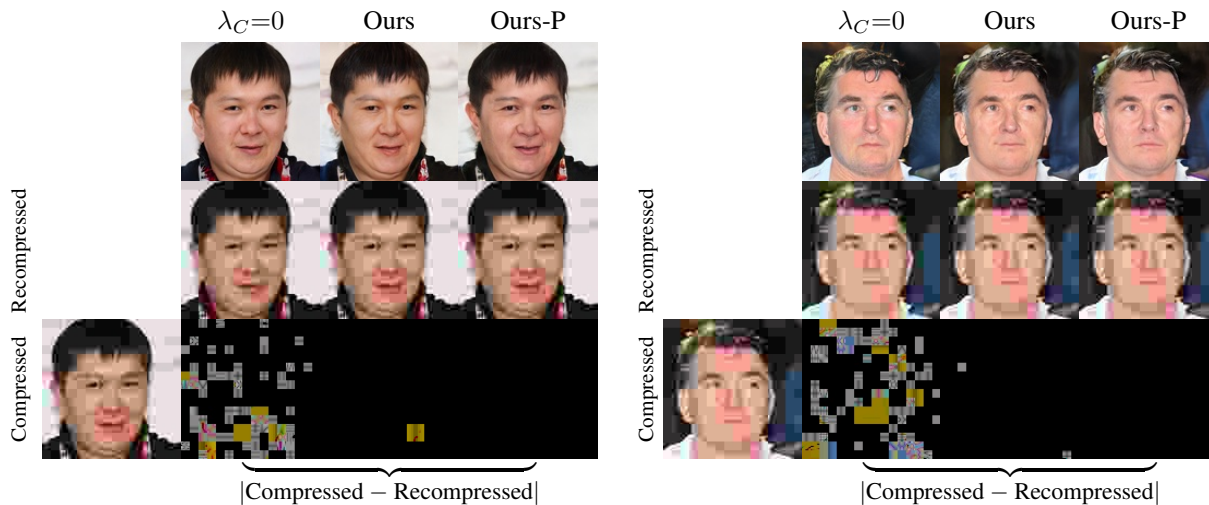 λ_C=0 Ours Ours-P
Recompressed
Compressed
|Compressed − Recompressed|
λ_C=0 Ours Ours-P
Recompressed
Compressed
|Compressed − Recompressed|